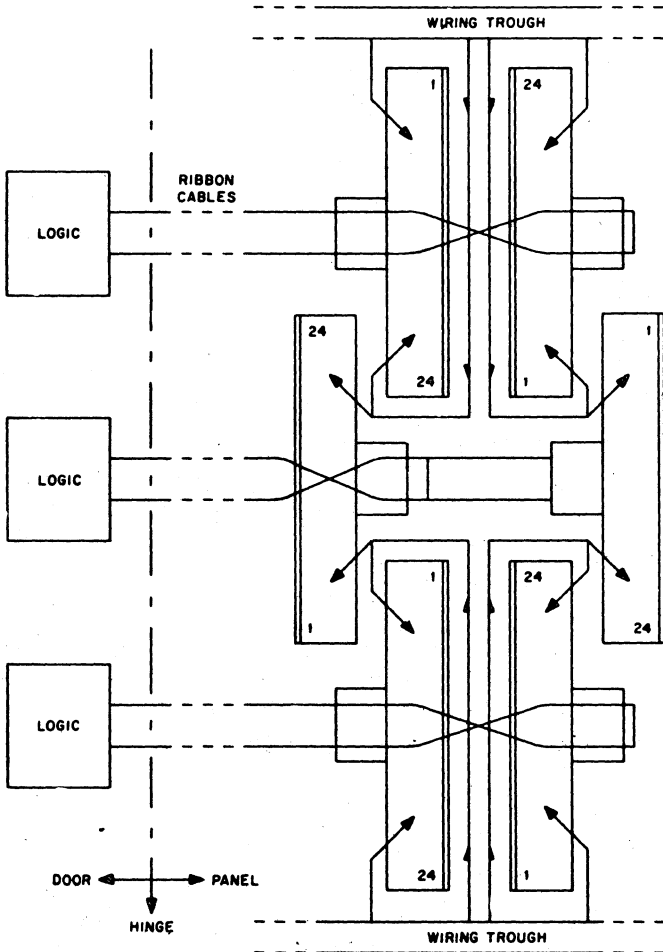 WIRING TROUGH
1 24
RIBBON
CABLES
LOGIC
24 1
24 1
LOGIC
1 24
1 24
LOGIC
24 1
DOOR PANEL
HINGE
WIRING TROUGH